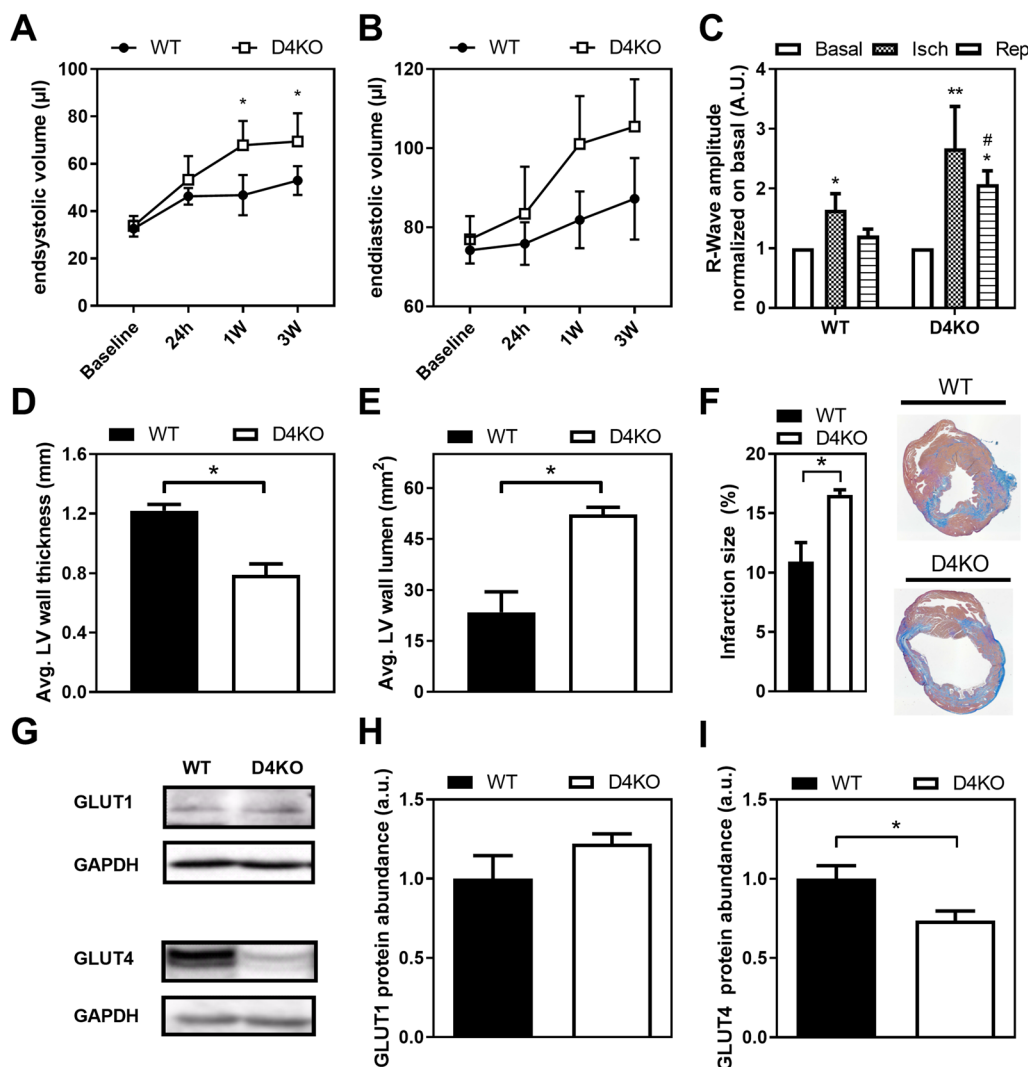 A
WT D4KO
endsystolic volume (µl)
100
80
60
40
20
0
* *
Baseline 24h 1W 3W
B
WT D4KO
enddiastolic volume (µl)
120
100
80
60
Baseline 24h 1W 3W
C
Basal Isch Rep
R-Wave amplitude
normalized on basal (A.U.)
4
3
2
1
0
* ** # *
WT D4KO
D
WT D4KO
Avg. LV wall thickness (mm)
1.6
1.2
0.8
0.4
0.0
*
E
WT D4KO
Avg. LV wall lumen (mm²)
60
45
30
15
0
*
F
WT
D4KO
Infarction size (%)
20
15
10
5
0
*
WT
D4KO
G
WT D4KO
GLUT1
GAPDH
GLUT4
GAPDH
H
WT D4KO
GLUT1 protein abundance (a.u.)
1.5
1.0
0.5
0.0
I
WT D4KO
GLUT4 protein abundance (a.u.)
1.5
1.0
0.5
0.0
*